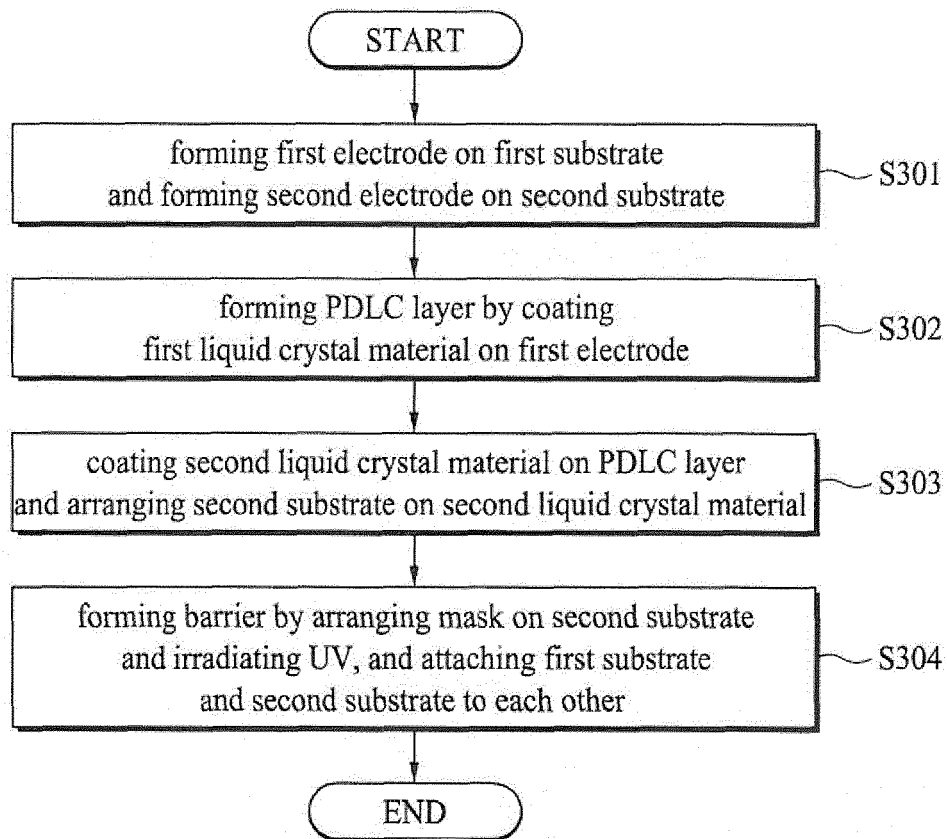 START
forming first electrode on first substrate
and forming second electrode on second substrate
S301
forming PDLC layer by coating
first liquid crystal material on first electrode
S302
coating second liquid crystal material on PDLC layer
and arranging second substrate on second liquid crystal material
S303
forming barrier by arranging mask on second substrate
and irradiating UV, and attaching first substrate
and second substrate to each other
S304
END